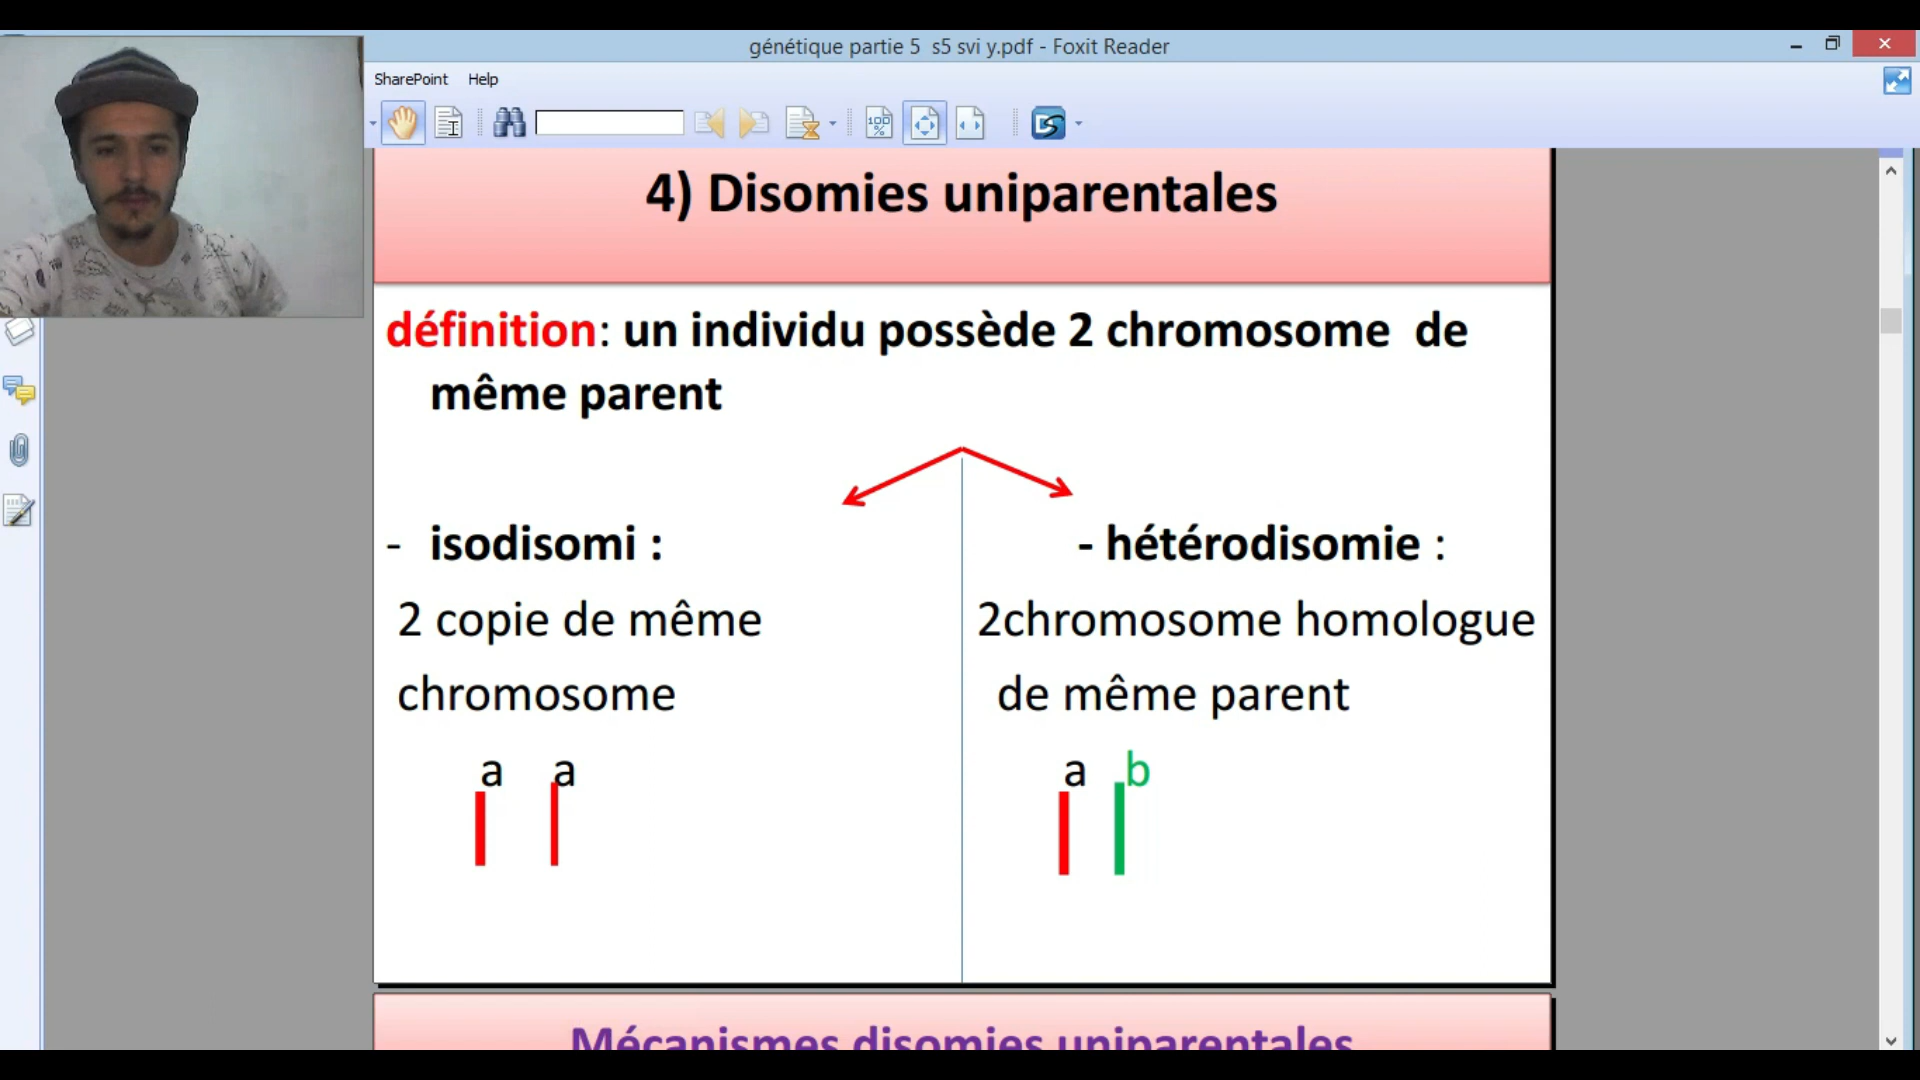 génétique partie 5 s5 svi y.pdf - Foxit Reader
SharePoint Help
100 %
4) Disomies uniparentales
définition: un individu possède 2 chromosome de
même parent
- isodisomi :
2 copie de même
chromosome
a a
- hétérodisomie :
2chromosome homologue
de même parent
a b
Mécanismes disomies uniparentales